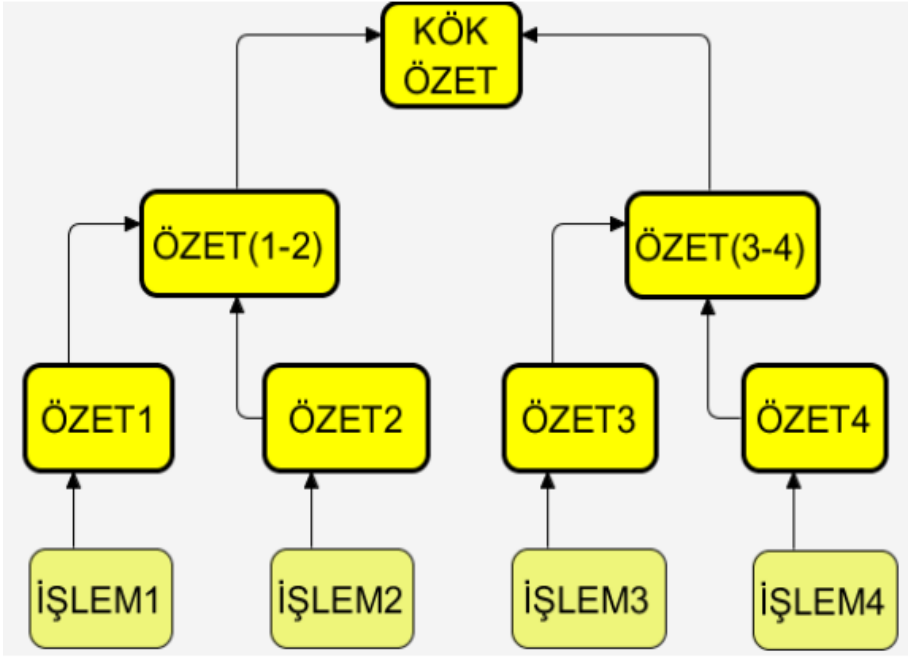 KÖK
ÖZET
ÖZET(1-2)
ÖZET(3-4)
ÖZET1
ÖZET2
ÖZET3
ÖZET4
İŞLEM1
İŞLEM2
İŞLEM3
İŞLEM4